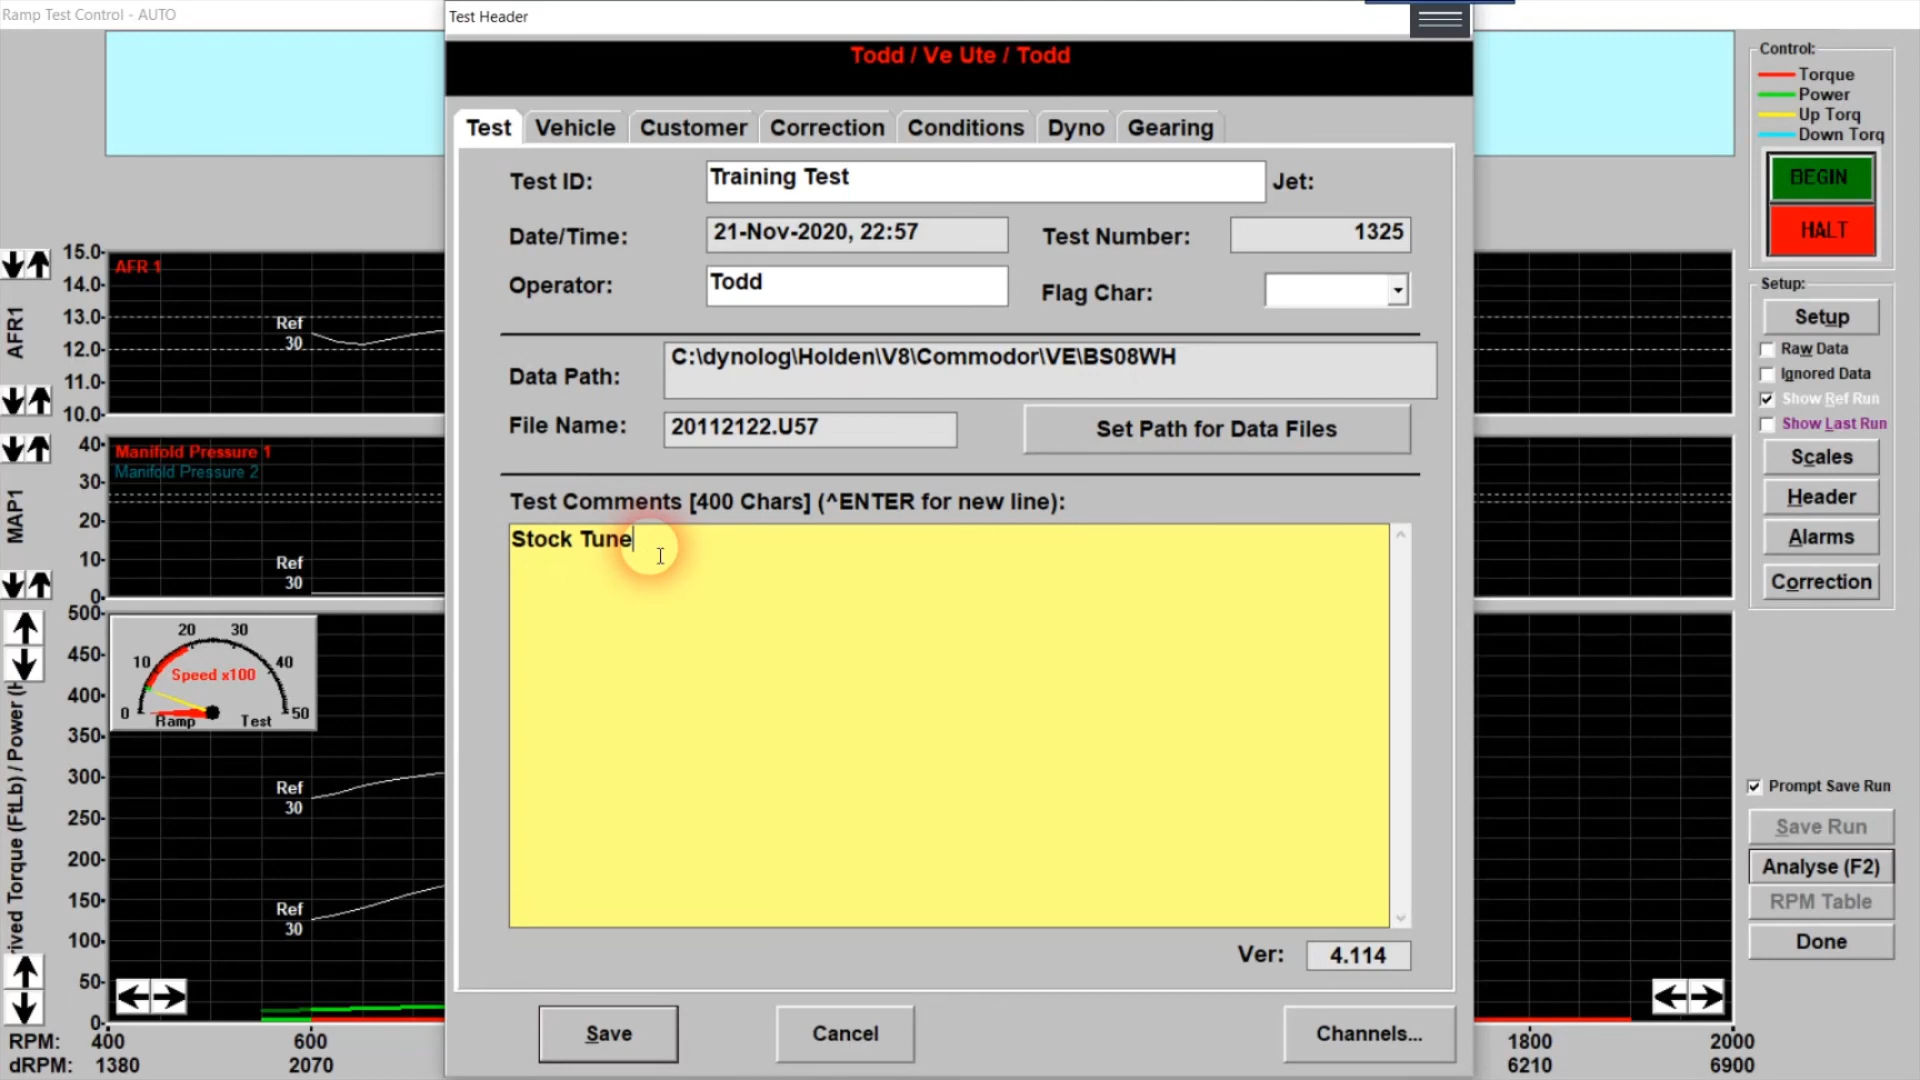 Ramp Test Control - AUTO
Test Header
Todd / Ve Ute / Todd
Test
Vehicle
Customer
Correction
Conditions
Dyno
Gearing
Test ID:
Training Test
Jet:
Date/Time:
21-Nov-2020, 22:57
Test Number:
1325
Operator:
Todd
Flag Char:
Data Path:
C:\dynolog\Holden\V8\Commodor\VE\BS08WH
File Name:
20112122.U57
Set Path for Data Files
Test Comments [400 Chars] (^ENTER for new line):
Stock Tune
Ver:
4.114
Save
Cancel
Channels...
AFR1
15.0
14.0
13.0
12.0
11.0
10.0
AFR 1
Ref
30
MAP1
40
30
20
10
0
Manifold Pressure 1
Manifold Pressure 2
Ref
30
rived Torque (FtLb) / Power (H
500
450
400
350
300
250
200
150
100
50
0
0
10
20
30
40
50
Speed x100
Ramp
Test
Ref
30
Ref
30
RPM:
400
600
1800
2000
dRPM:
1380
2070
6210
6900
Control:
Torque
Power
Up Torq
Down Torq
BEGIN
HALT
Setup:
Setup
Raw Data
Ignored Data
Show Ref Run
Show Last Run
Scales
Header
Alarms
Correction
Prompt Save Run
Save Run
Analyse (F2)
RPM Table
Done